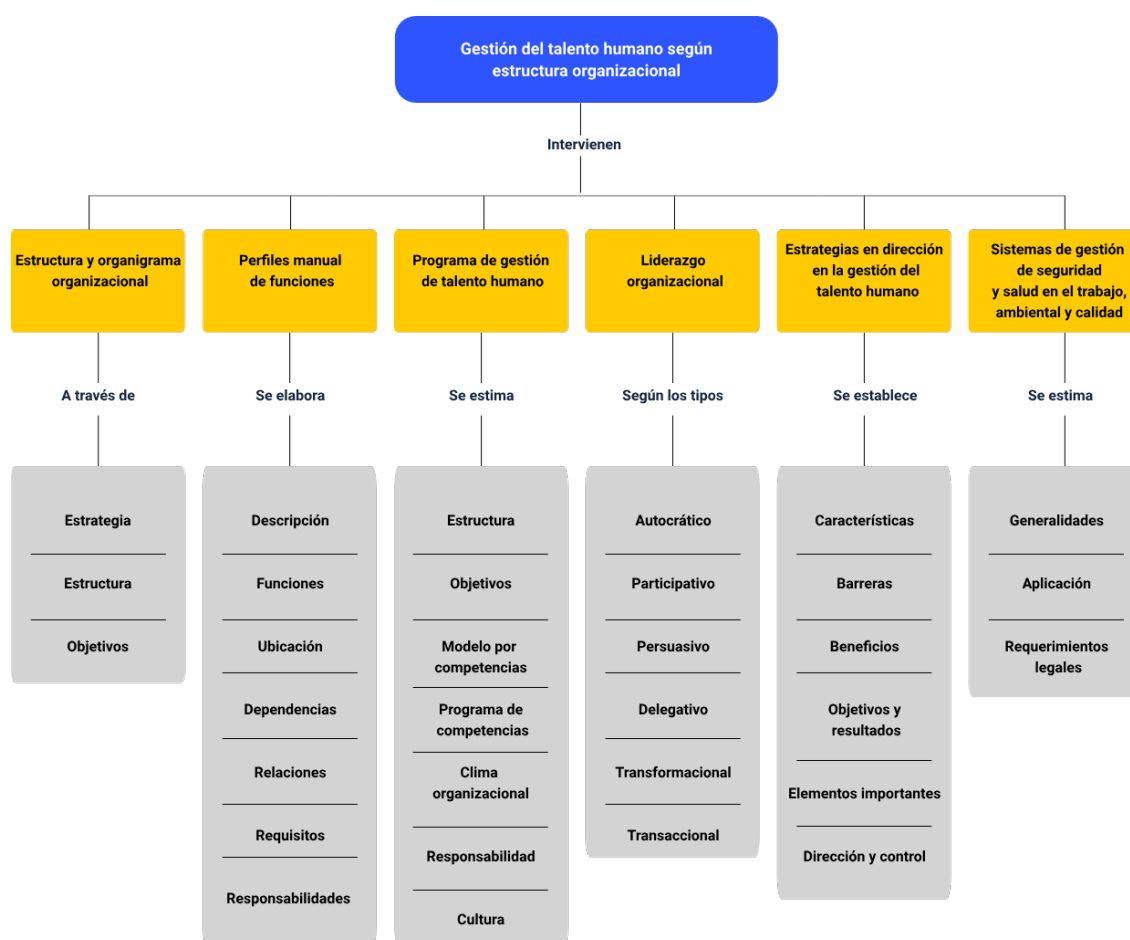 Gestión del talento humano según
estructura organizacional
Intervienen
Estructura y organigrama
organizacional
Perfiles manual
de funciones
Programa de gestión
de talento humano
Liderazgo
organizacional
Estrategias en dirección
en la gestión del
talento humano
Sistemas de gestión
de seguridad
y salud en el trabajo,
ambiental y calidad
A través de
Se elabora
Se estima
Según los tipos
Se establece
Se estima
Estrategia
Estructura
Objetivos
Descripción
Funciones
Ubicación
Dependencias
Relaciones
Requisitos
Responsabilidades
Estructura
Objetivos
Modelo por
competencias
Programa de
competencias
Clima
organizacional
Responsabilidad
Cultura
Autocrático
Participativo
Persuasivo
Delegativo
Transformacional
Transaccional
Características
Barreras
Beneficios
Objetivos y
resultados
Elementos importantes
Dirección y control
Generalidades
Aplicación
Requerimientos
legales